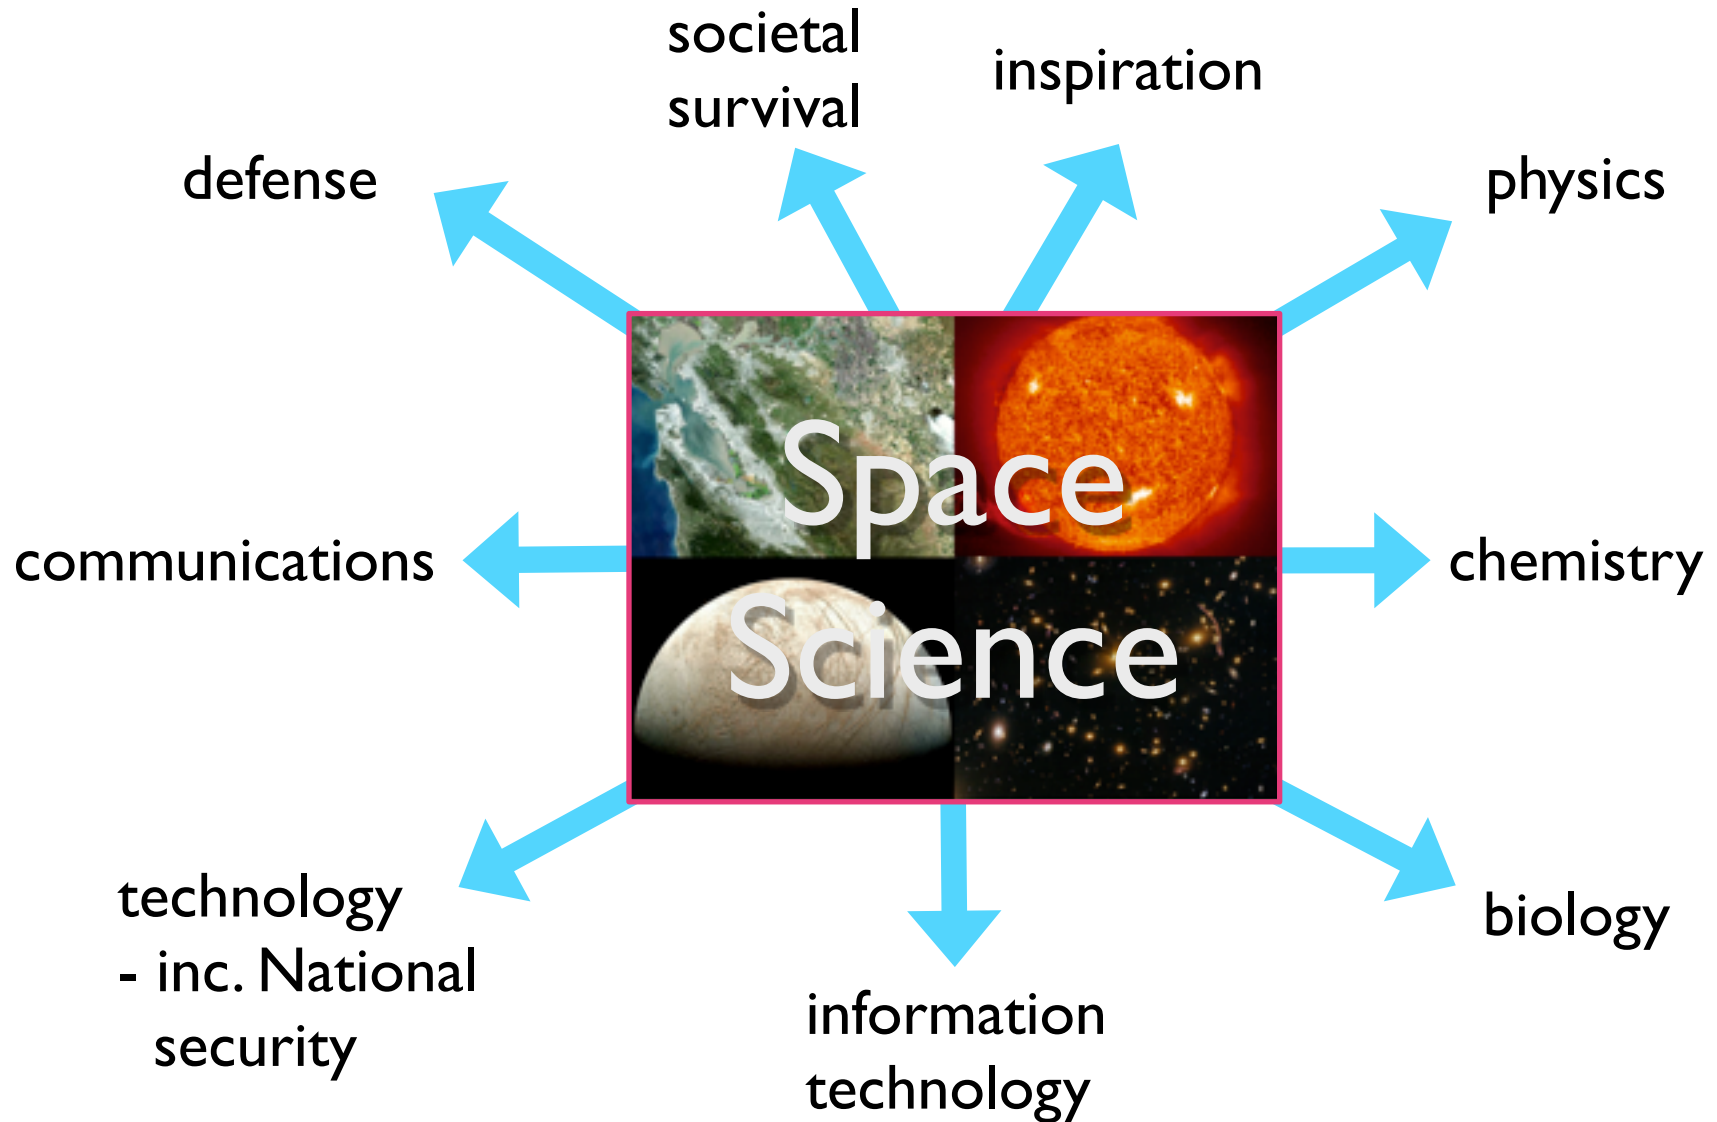 societal
survival
inspiration
defense
physics
Space
Science
communications
chemistry
technology
- inc. National
security
biology
information
technology